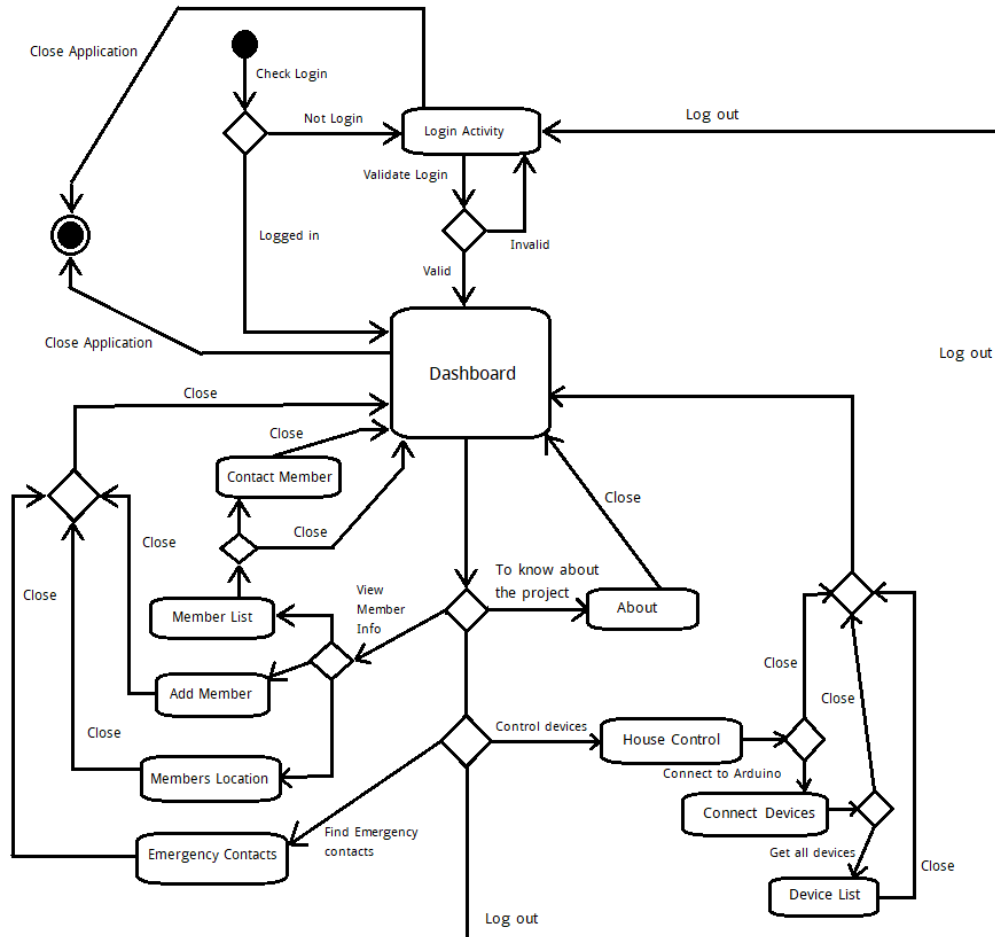 Close Application
Check Login
Not Login
Login Activity
Log out
Validate Login
Logged in
Invalid
Valid
Close Application
Log out
Dashboard
Close
Close
Contact Member
Close
Close
Close
Close
To know about
the project
View
Member
Info
Member List
About
Close
Close
Add Member
Close
Control devices
House Control
Members Location
Connect to Arduino
Connect Devices
Find Emergency
contacts
Emergency Contacts
Get all devices
Close
Device List
Log out